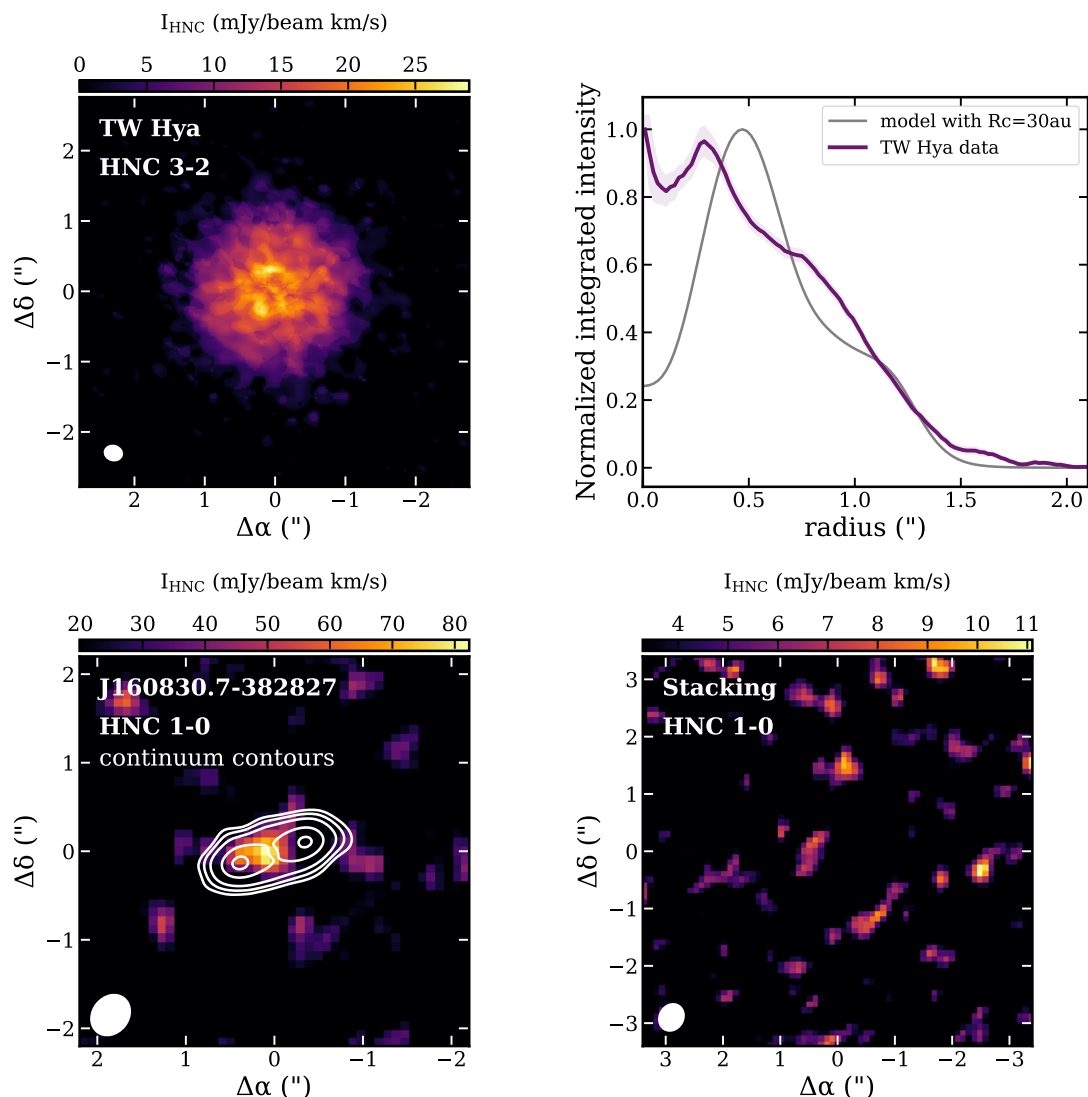 I_HNC (mJy/beam km/s)
0 5 10 15 20 25
TW Hya
HNC 3-2
2
1
0
−1
−2
Δδ (")
2 1 0 −1 −2
Δα (")
model with Rc=30au
TW Hya data
1.0
0.8
0.6
0.4
0.2
0.0
Normalized integrated intensity
0.0 0.5 1.0 1.5 2.0
radius (")
I_HNC (mJy/beam km/s)
20 30 40 50 60 70 80
J160830.7-382827
HNC 1-0
continuum contours
2
1
0
−1
−2
Δδ (")
2 1 0 −1 −2
Δα (")
I_HNC (mJy/beam km/s)
4 5 6 7 8 9 10 11
Stacking
HNC 1-0
3
2
1
0
−1
−2
−3
Δδ (")
3 2 1 0 −1 −2 −3
Δα (")